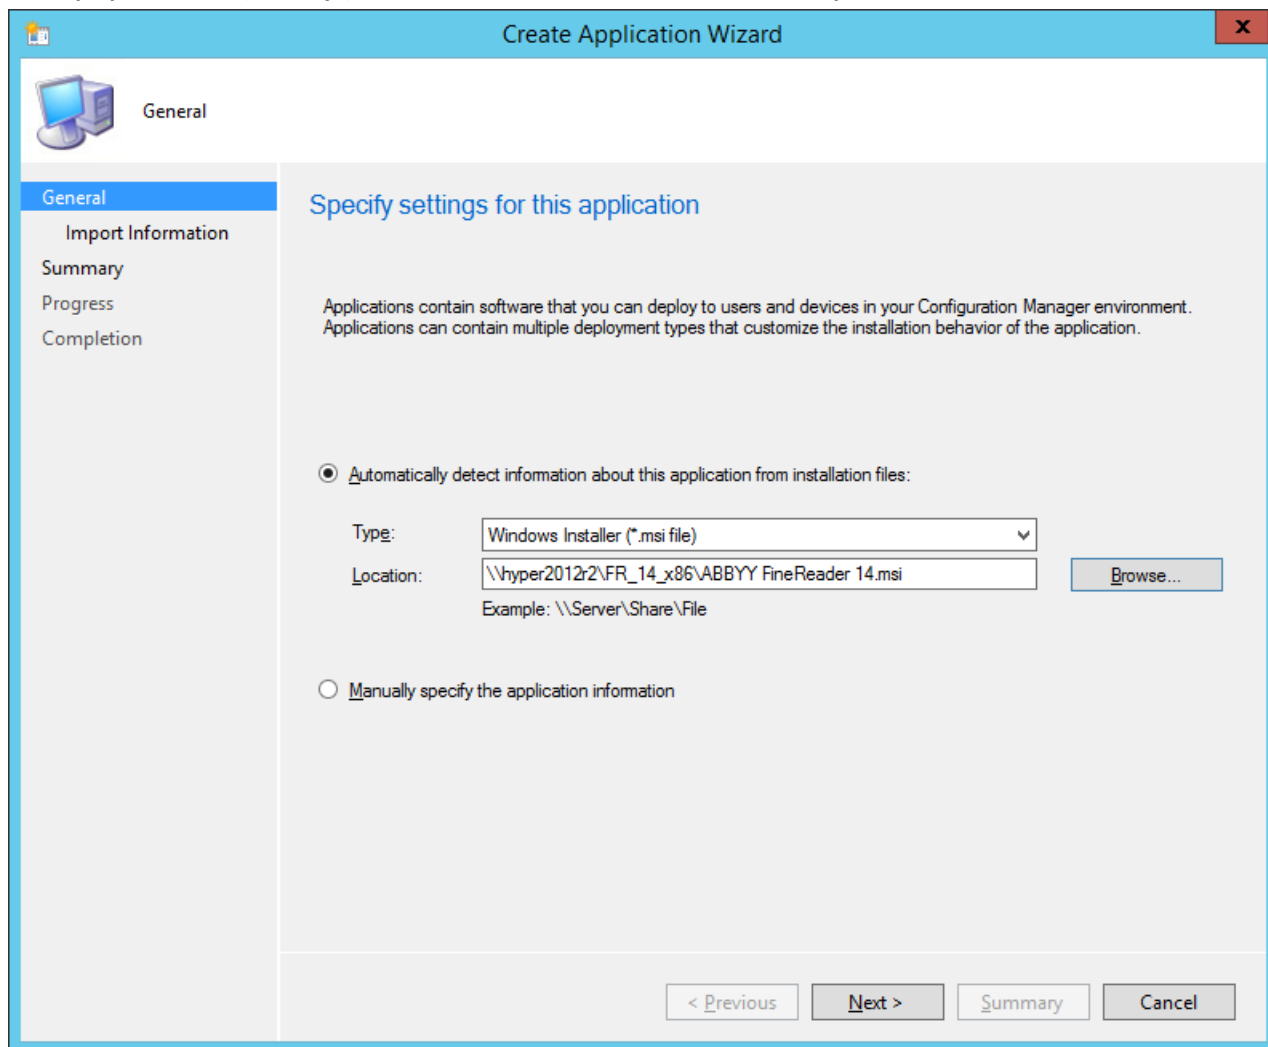 Create Application Wizard
x
General
General
Import Information
Summary
Progress
Completion
Specify settings for this application
Applications contain software that you can deploy to users and devices in your Configuration Manager environment.
Applications can contain multiple deployment types that customize the installation behavior of the application.
Automatically detect information about this application from installation files:
Type: Windows Installer (*.msi file)
Location: \\hyper2012r2\FR_14_x86\ABBYY FineReader 14.msi Browse...
Example: \\Server\Share\File
Manually specify the application information
< Previous Next > Summary Cancel